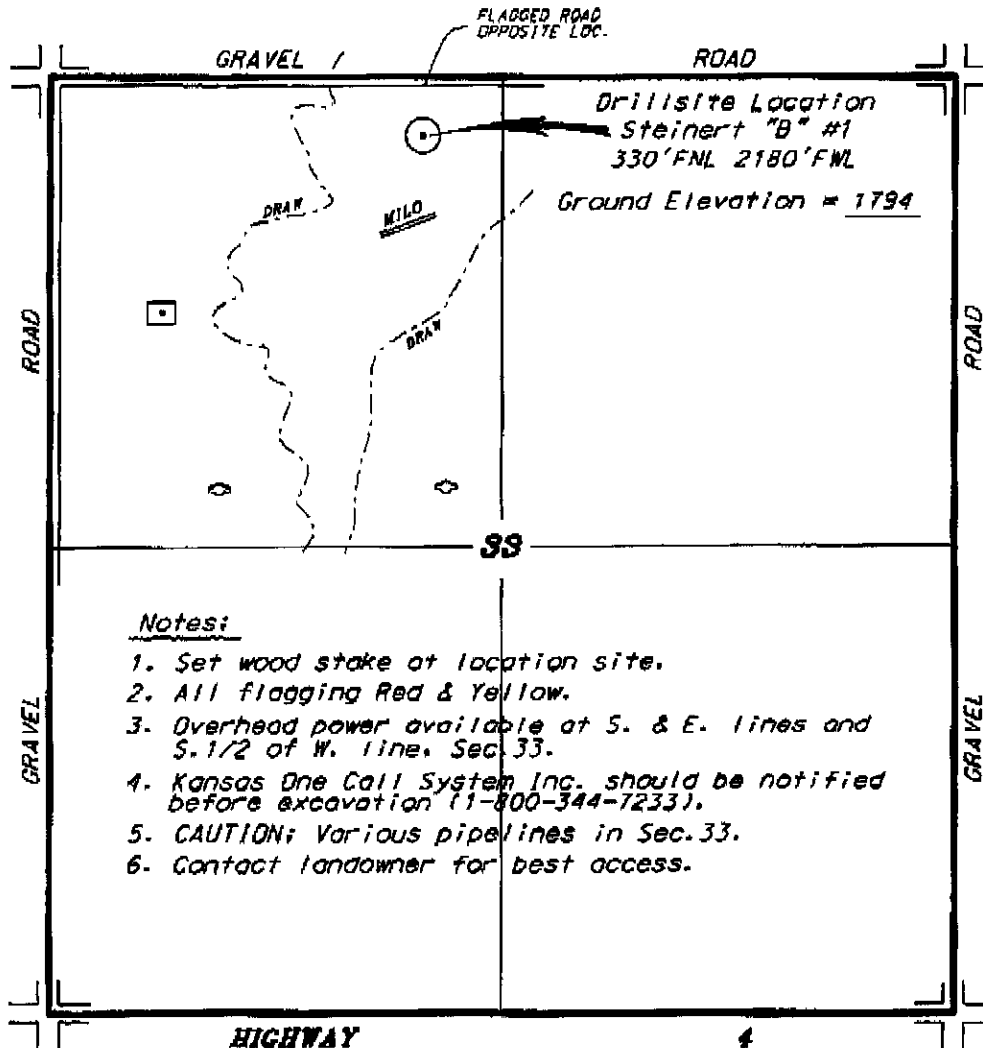 FLAGGED ROAD
OPPOSITE LOC.
GRAVEL ROAD
Drillsite Location
Steinert "B" #1
330'FNL 2180'FWL
Ground Elevation = 1794
DRAW
MILO
DRAW
ROAD
ROAD
33
Notes:
1. Set wood stake at location site.
2. All flagging Red & Yellow.
3. Overhead power available at S. & E. lines and
S.1/2 of W. line, Sec.33.
4. Kansas One Call System Inc. should be notified
before excavation (1-800-344-7233).
5. CAUTION: Various pipelines in Sec.33.
6. Contact landowner for best access.
GRAVEL
GRAVEL
HIGHWAY 4